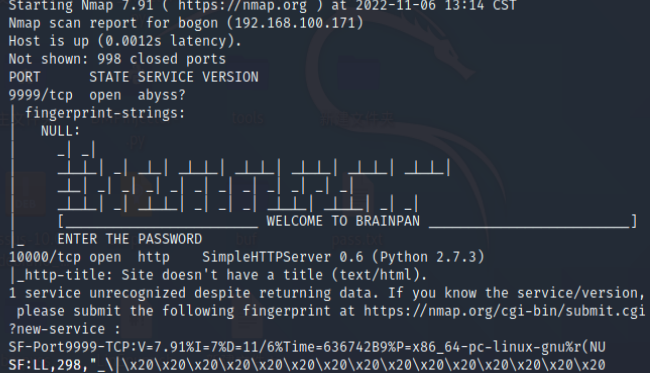 Starting Nmap 7.91 ( https://nmap.org ) at 2022-11-06 13:14 CST
Nmap scan report for bogon (192.168.100.171)
Host is up (0.0012s latency).
Not shown: 998 closed ports
PORT      STATE SERVICE VERSION
9999/tcp  open  abyss?
| fingerprint-strings:
|   NULL:
|     [________________________ WELCOME TO BRAINPAN _________________________]
|_    ENTER THE PASSWORD
10000/tcp open  http    SimpleHTTPServer 0.6 (Python 2.7.3)
|_http-title: Site doesn't have a title (text/html).
1 service unrecognized despite returning data. If you know the service/version,
please submit the following fingerprint at https://nmap.org/cgi-bin/submit.cgi
?new-service :
SF-Port9999-TCP:V=7.91%I=7%D=11/6%Time=636742B9%P=x86_64-pc-linux-gnu%r(NU
SF:LL,298,"_\|\x20\x20\x20\x20\x20\x20\x20\x20\x20\x20\x20\x20\x20\x20\x20